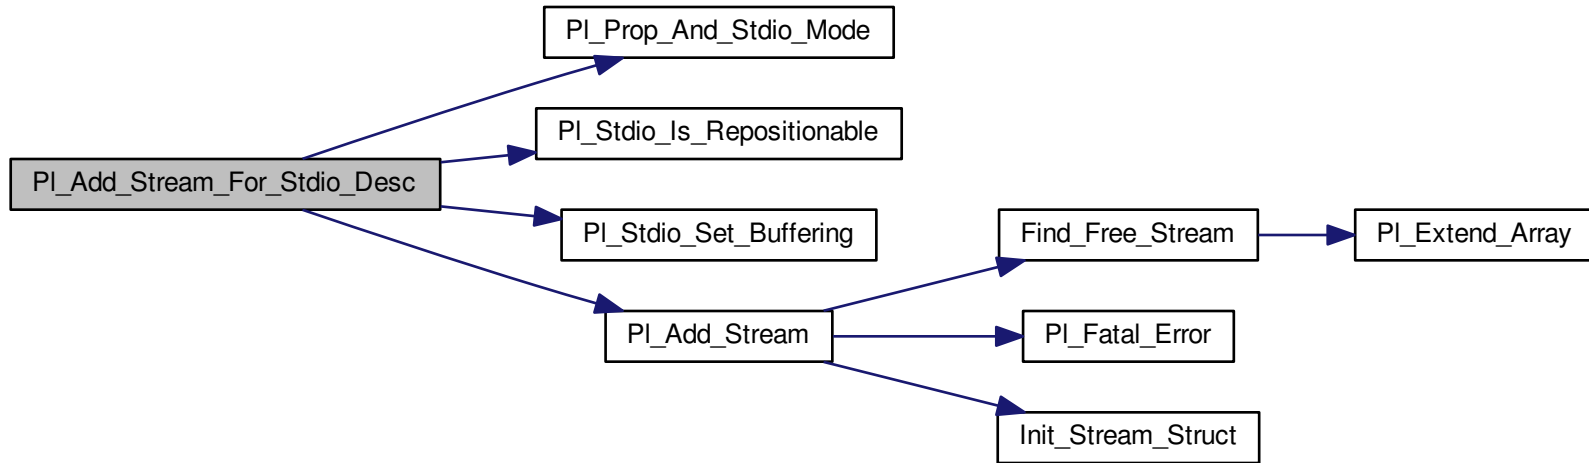 Pl_Prop_And_Stdio_Mode
Pl_Stdio_Is_Repositionable
Pl_Add_Stream_For_Stdio_Desc
Pl_Stdio_Set_Buffering
Find_Free_Stream
Pl_Extend_Array
Pl_Add_Stream
Pl_Fatal_Error
Init_Stream_Struct